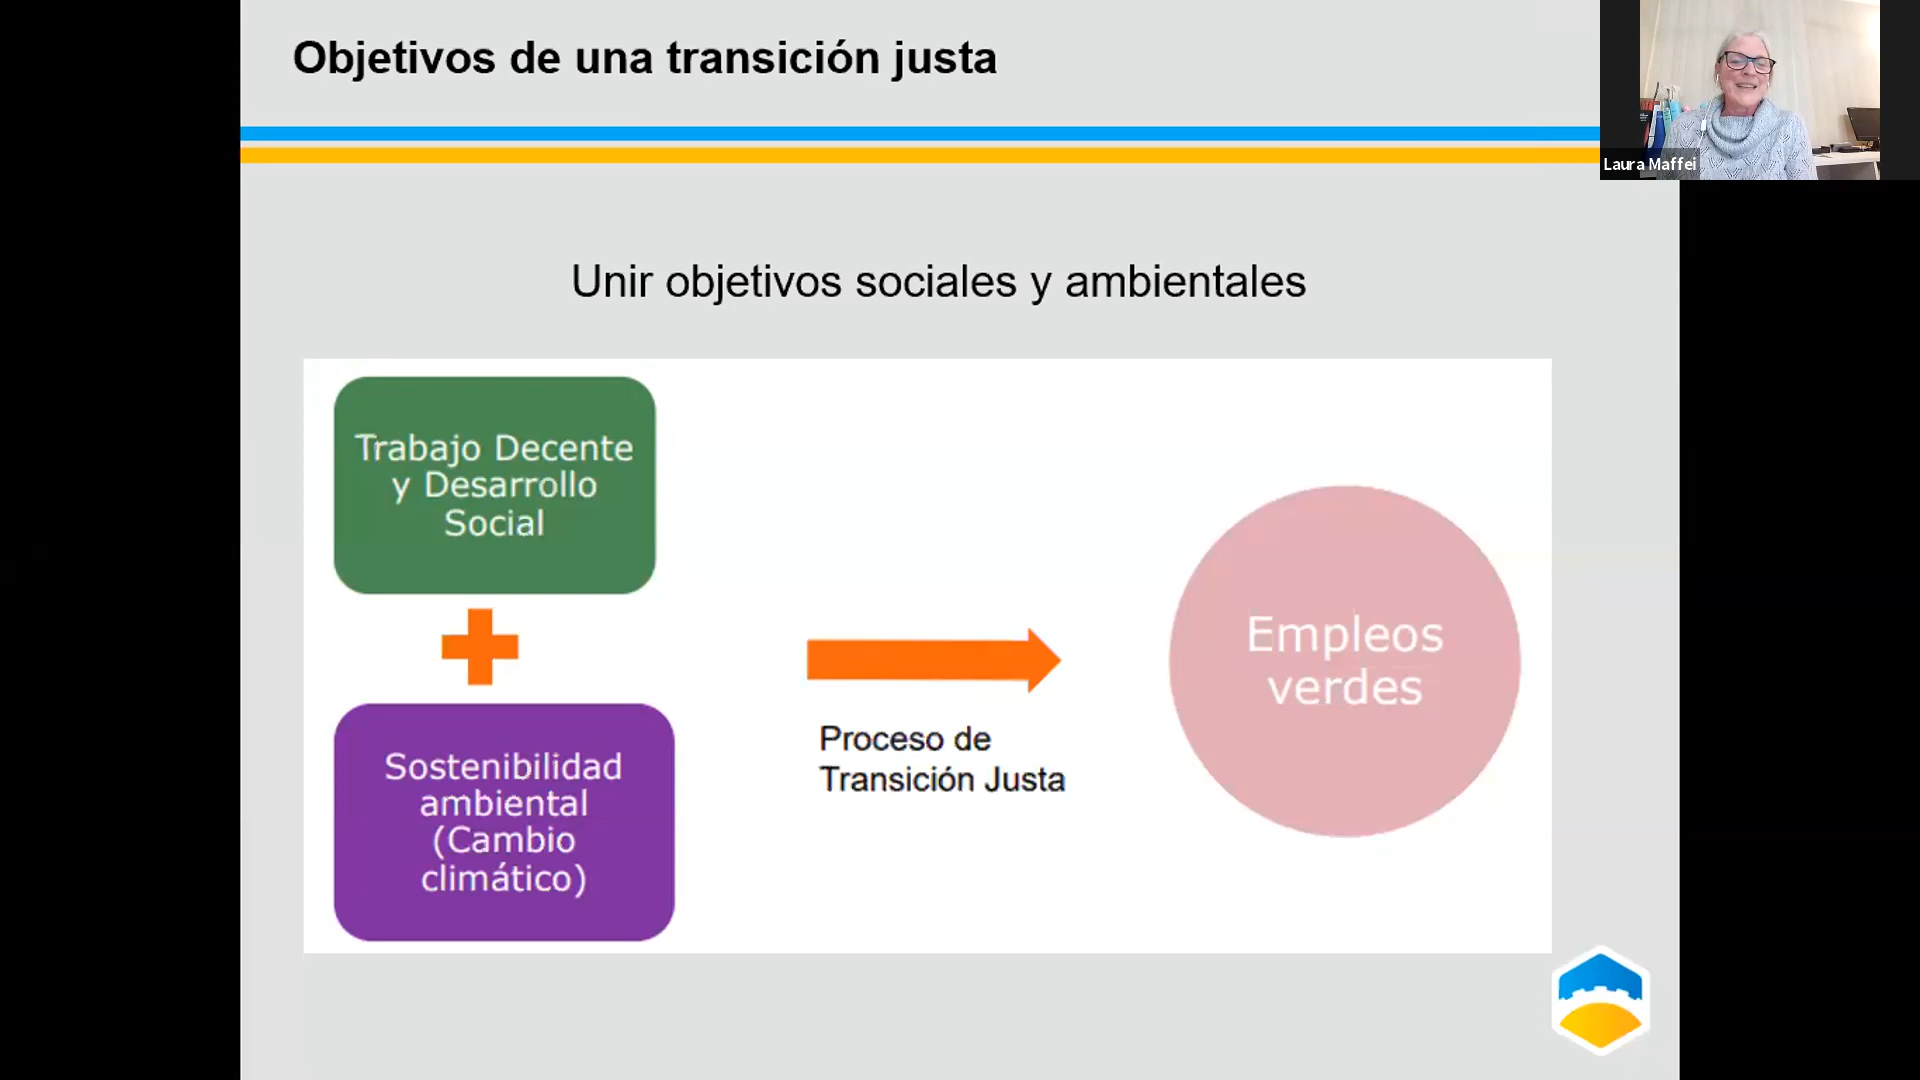 Objetivos de una transición justa
Laura Maffei
Unir objetivos sociales y ambientales
Trabajo Decente
y Desarrollo
Social
Sostenibilidad
ambiental
(Cambio
climático)
Proceso de
Transición Justa
Empleos
verdes